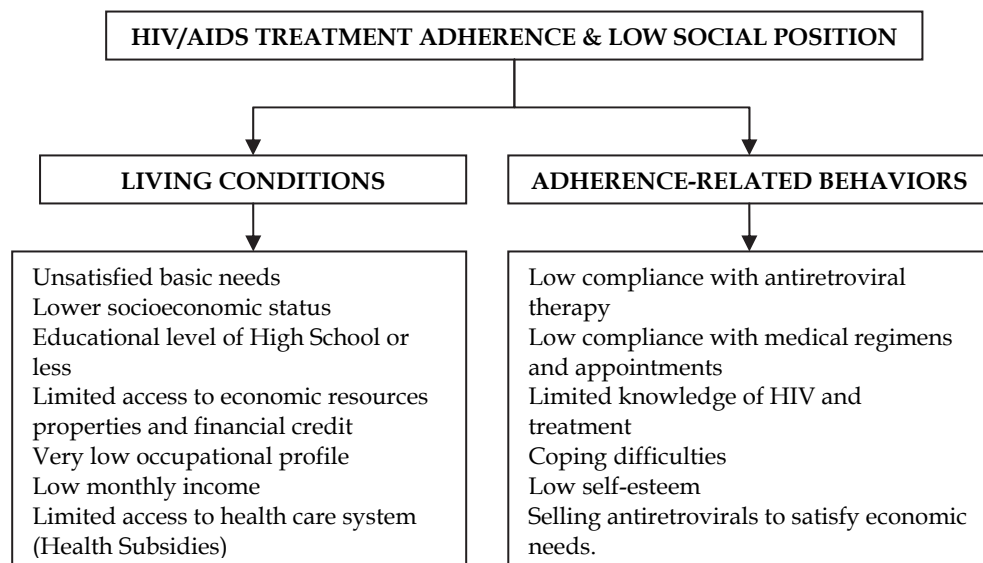 HIV/AIDS TREATMENT ADHERENCE & LOW SOCIAL POSITION
LIVING CONDITIONS
Unsatisfied basic needs
Lower socioeconomic status
Educational level of High School or
less
Limited access to economic resources
properties and financial credit
Very low occupational profile
Low monthly income
Limited access to health care system
(Health Subsidies)
ADHERENCE-RELATED BEHAVIORS
Low compliance with antiretroviral
therapy
Low compliance with medical regimens
and appointments
Limited knowledge of HIV and
treatment
Coping difficulties
Low self-esteem
Selling antiretrovirals to satisfy economic
needs.